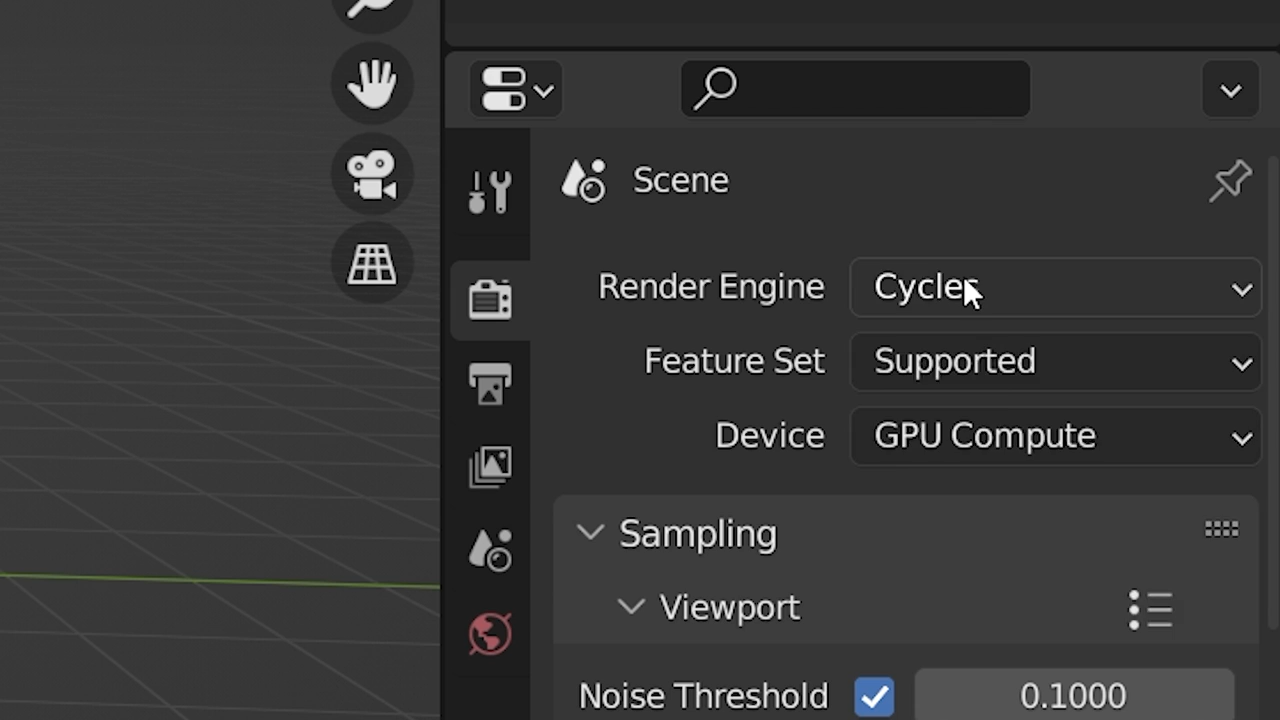 Scene
Render Engine Cycles
Feature Set Supported
Device GPU Compute
Sampling
Viewport
Noise Threshold 0.1000